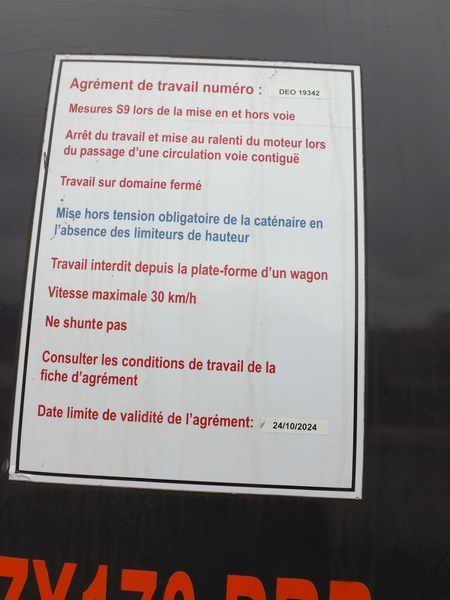 Agrément de travail numéro : DEO 19342
Mesures S9 lors de la mise en et hors voie
Arrêt du travail et mise au ralenti du moteur lors
du passage d'une circulation voie contiguë
Travail sur domaine fermé
Mise hors tension obligatoire de la caténaire en
l'absence des limiteurs de hauteur
Travail interdit depuis la plate-forme d'un wagon
Vitesse maximale 30 km/h
Ne shunte pas
Consulter les conditions de travail de la
fiche d'agrément
Date limite de validité de l'agrément: 24/10/2024